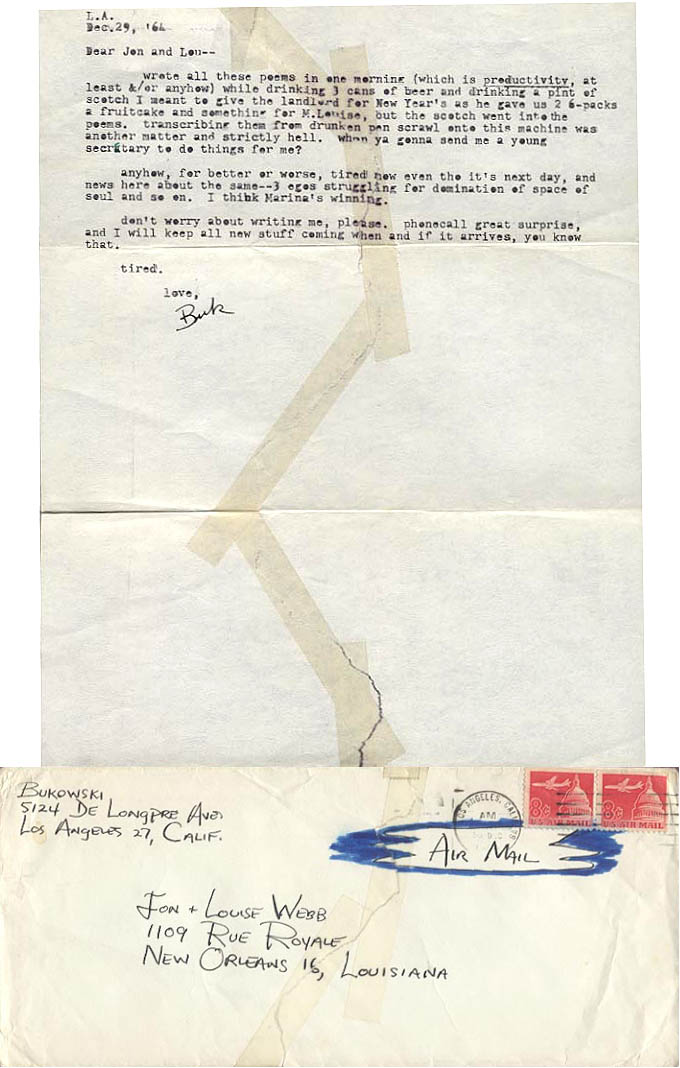 L.A.
Dec.29, '64
Dear Jon and Lou--
wrote all these poems in one morning (which is productivity, at
least &/or anyhow) while drinking 3 cans of beer and drinking a pint of
scotch I meant to give the landlord for New Year's as he gave us 2 6-packs
a fruitcake and something for M.Louise, but the scotch went into the
poems. transcribing them from drunken pen scrawl onto this machine was
another matter and strictly hell. when ya gonna send me a young
secrätary to do things for me?
anyhow, for better or worse, tired now even tho it's next day, and
news here about the same--3 egos struggling for domination of space of
soul and so on. I think Marina's winning.
don't worry about writing me, please. phonecall great surprise,
and I will keep all new stuff coming when and if it arrives, you know
that.
tired.
love,
Buk
BUKOWSKI
5124 DE LONGPRE AVE.
LOS ANGELES 27, CALIF.
LOS ANGELES, CALIF
AM
8¢ 8¢
U.S. AIR MAIL U.S. AIR MAIL
AIR MAIL
JON + LOUISE WEBB
1109 RUE ROYALE
NEW ORLEANS 16, LOUISIANA